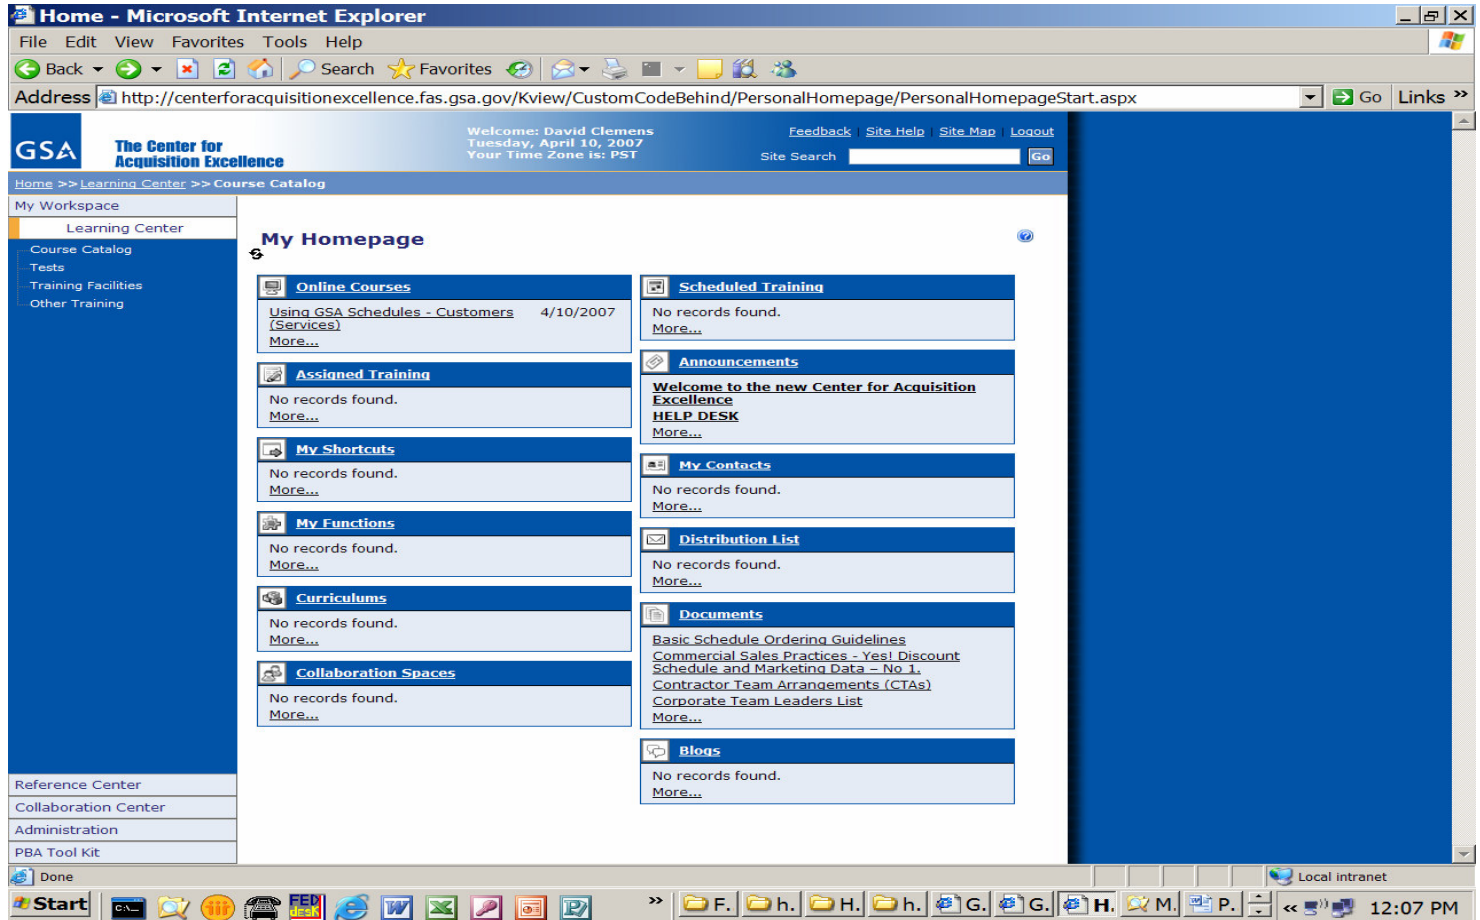 Home - Microsoft Internet Explorer
File Edit View Favorites Tools Help
Back Search Favorites
Address http://centerforacquisitionexcellence.fas.gsa.gov/Kview/CustomCodeBehind/PersonalHomepage/PersonalHomepageStart.aspx Go Links »
GSA
The Center for
Acquisition Excellence
Welcome: David Clemens
Tuesday, April 10, 2007
Your Time Zone is: PST
Feedback | Site Help | Site Map | Logout
Site Search Go
Home >> Learning Center >> Course Catalog
My Workspace
Learning Center
Course Catalog
Tests
Training Facilities
Other Training
My Homepage
Online Courses
Using GSA Schedules - Customers 4/10/2007
(Services)
More...
Assigned Training
No records found.
More...
My Shortcuts
No records found.
More...
My Functions
No records found.
More...
Curriculums
No records found.
More...
Collaboration Spaces
No records found.
More...
Scheduled Training
No records found.
More...
Announcements
Welcome to the new Center for Acquisition
Excellence
HELP DESK
More...
My Contacts
No records found.
More...
Distribution List
No records found.
More...
Documents
Basic Schedule Ordering Guidelines
Commercial Sales Practices - Yes! Discount
Schedule and Marketing Data – No 1.
Contractor Team Arrangements (CTAs)
Corporate Team Leaders List
More...
Blogs
No records found.
More...
Reference Center
Collaboration Center
Administration
PBA Tool Kit
Done Local intranet
Start FED DESK » F. h. H. h. G. G. H. M. P. « 12:07 PM